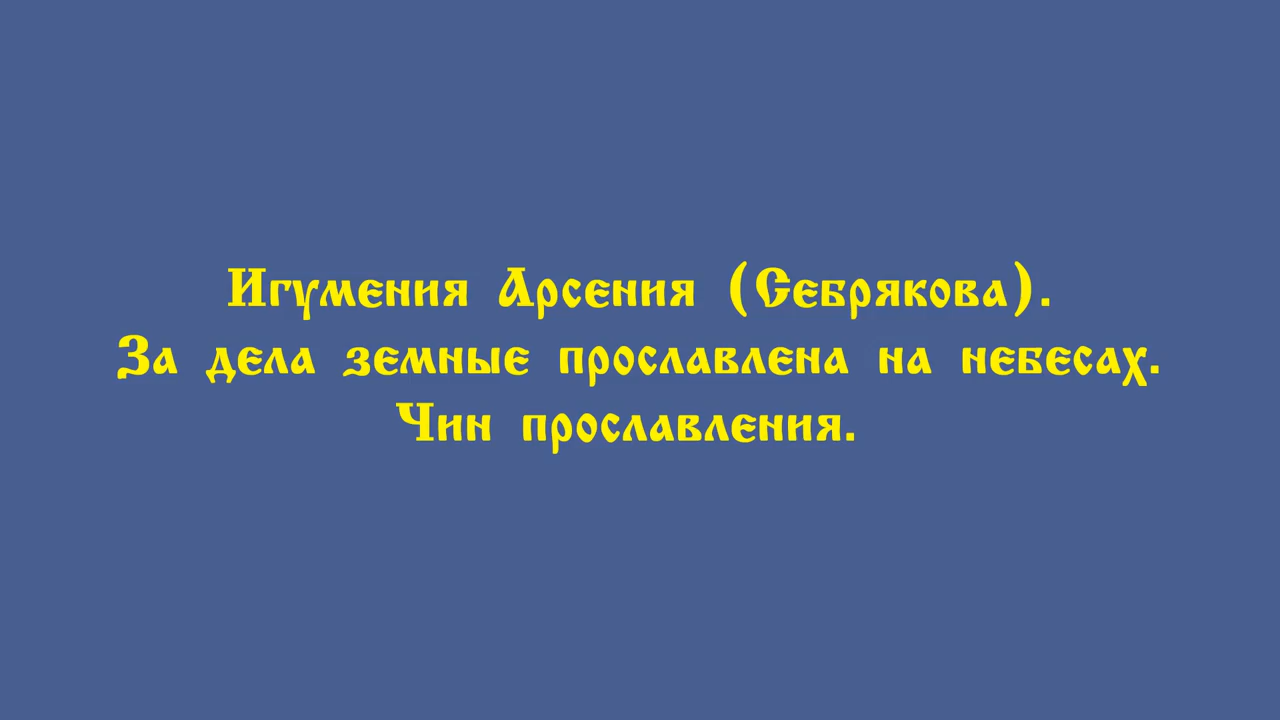 Игумения Арсения (Себрякова).
За дела земные прославлена на небесах.
Чин прославления.